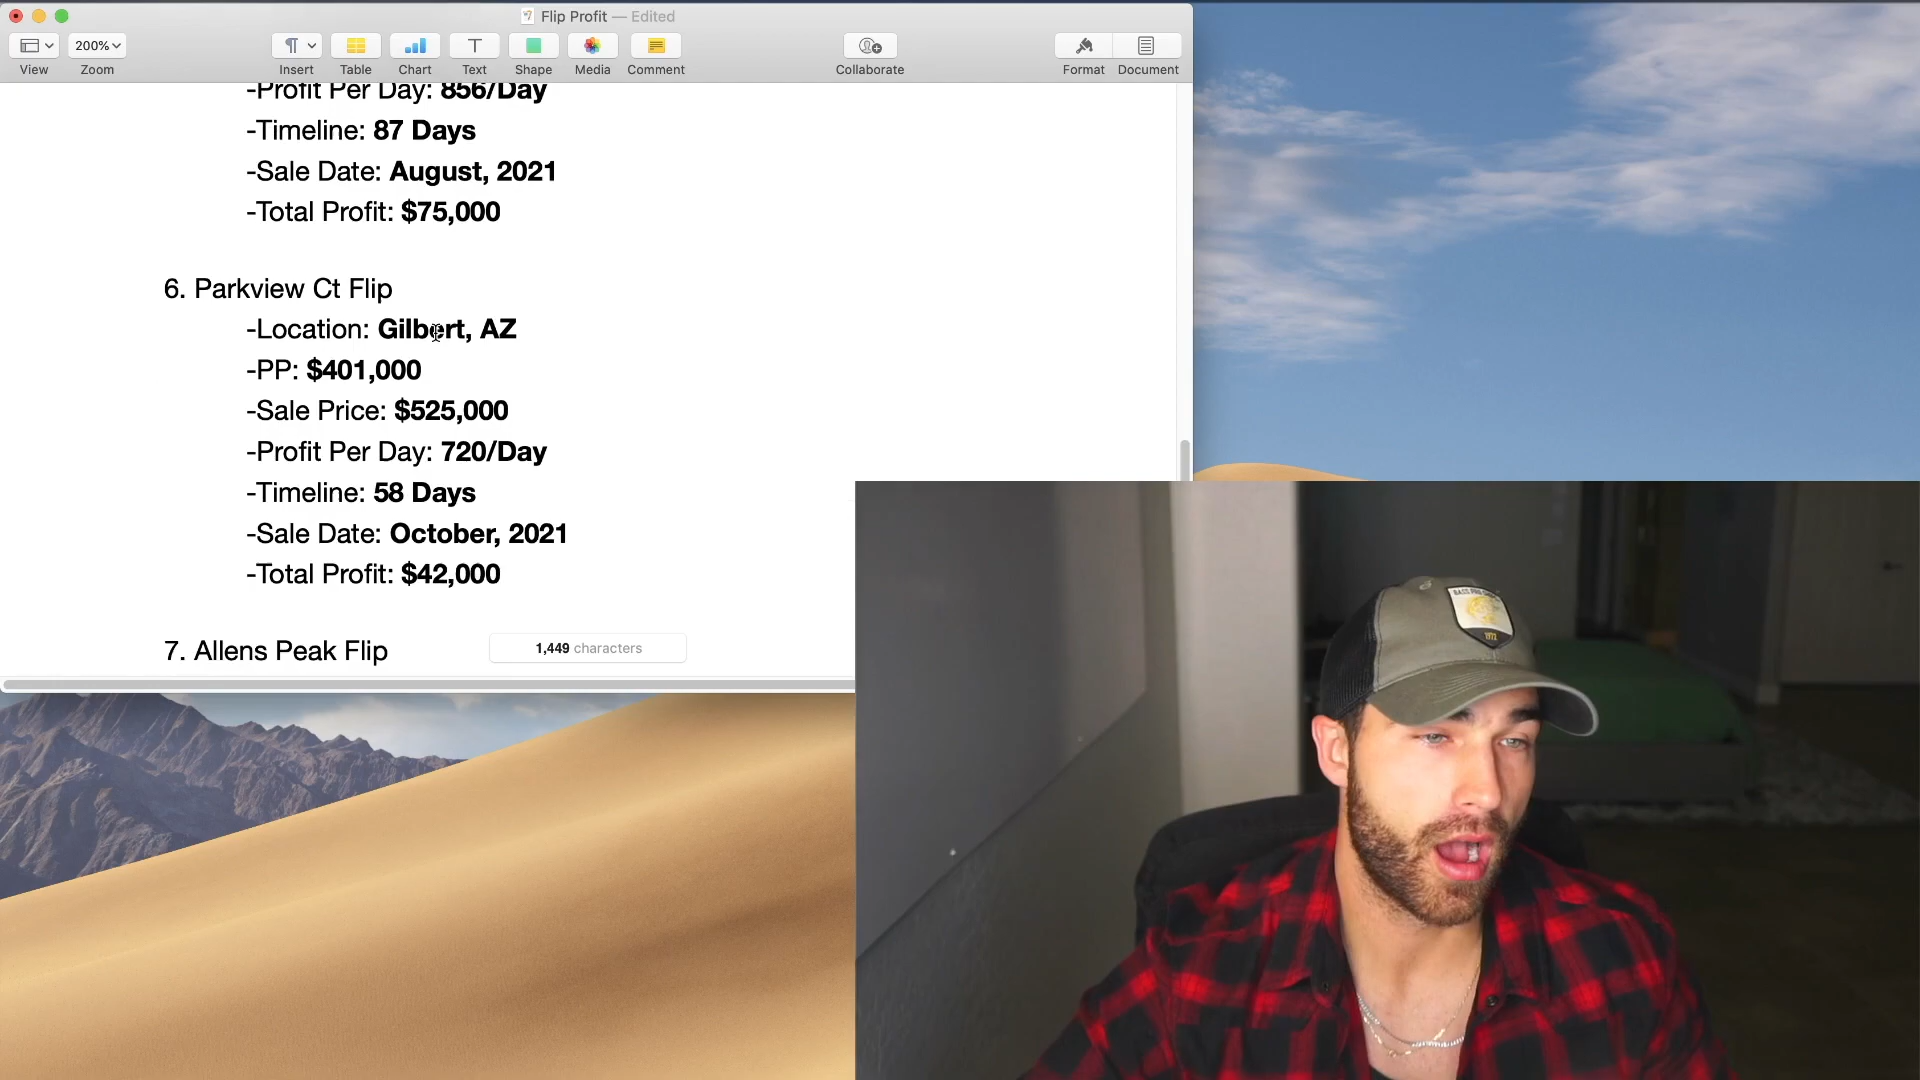 Flip Profit — Edited
200%
View
Zoom
Insert
Table
Chart
Text
Shape
Media
Comment
Collaborate
Format
Document
-Profit Per Day: 856/Day
-Timeline: 87 Days
-Sale Date: August, 2021
-Total Profit: $75,000
6. Parkview Ct Flip
-Location: Gilbert, AZ
-PP: $401,000
-Sale Price: $525,000
-Profit Per Day: 720/Day
-Timeline: 58 Days
-Sale Date: October, 2021
-Total Profit: $42,000
7. Allens Peak Flip
1,449 characters
BASS PRO
1972